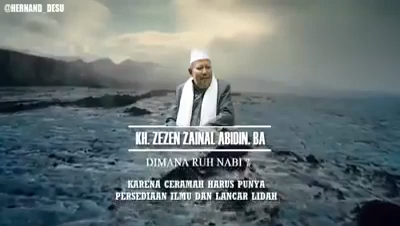 @HERNAND_DESU
KH. ZEZEN ZAINAL ABIDIN, BA
DIMANA RUH NABI ?
KARENA CERAMAH HARUS PUNYA
PERSEDIAAN ILMU DAN LANCAR LIDAH